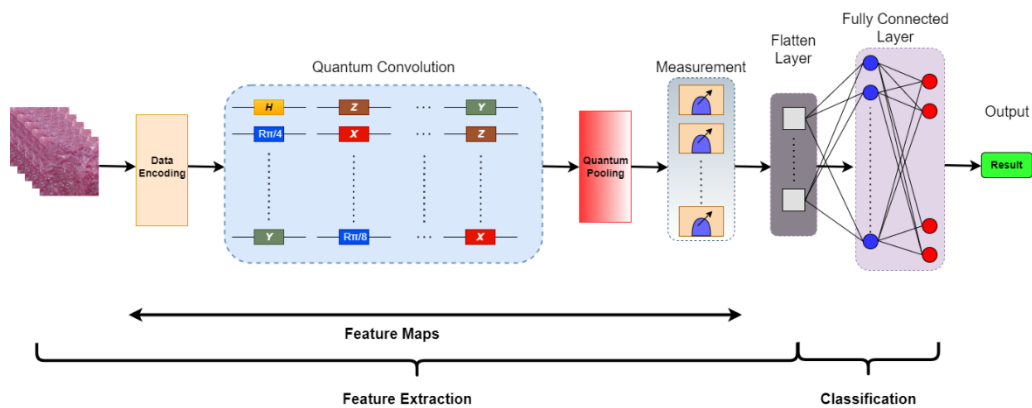 Fully Connected
Layer
Flatten
Layer
Quantum Convolution
Measurement
Output
H
Z
Y
Rπ/4
X
Z
Data
Encoding
Quantum
Pooling
Result
Y
Rπ/8
X
Feature Maps
Feature Extraction
Classification